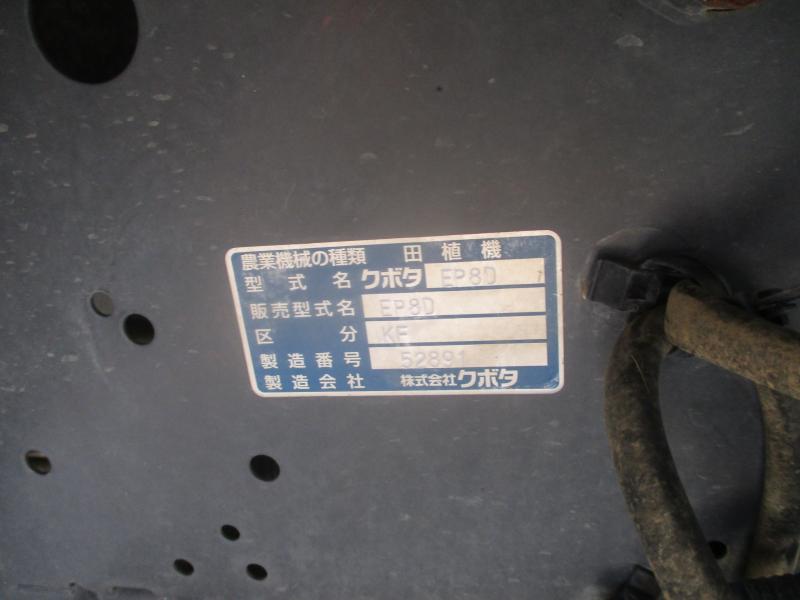 農業機械の種類 田植機
型式名 クボタ EP8D
販売型式名 EP8D
区分 KF
製造番号 52891
製造会社 株式会社クボタ